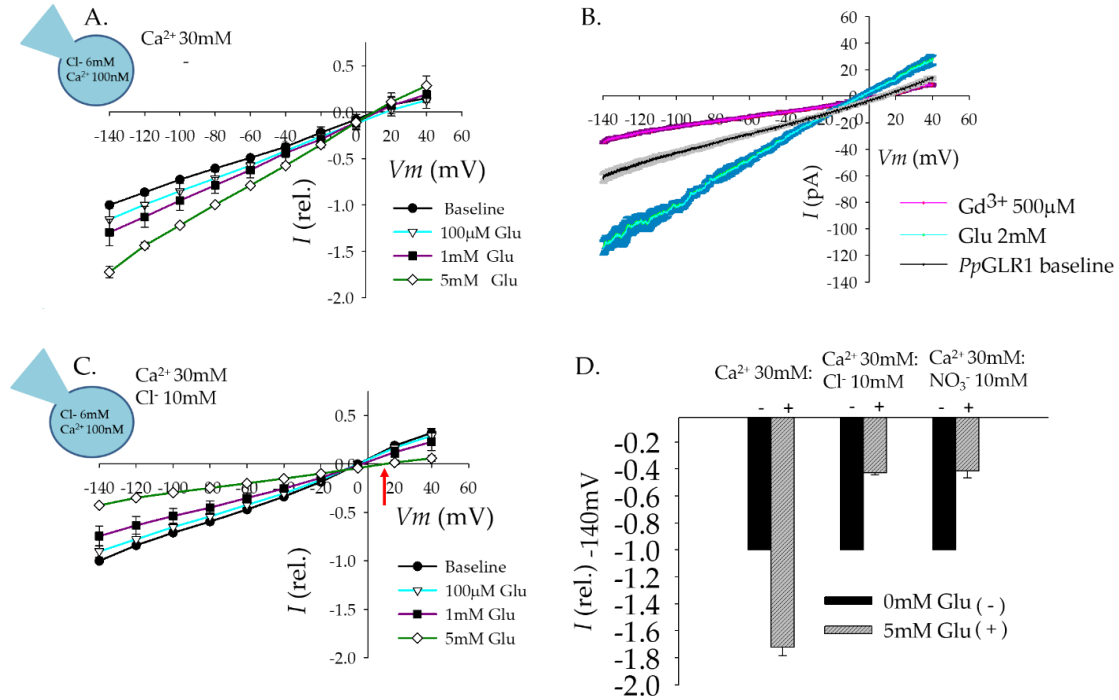 A.
Ca²⁺ 30mM
-
Cl- 6mM
Ca²⁺ 100nM
0.5
0.0
-140 -120 -100 -80 -60 -40 -20 0 20 40 60
-0.5
Vm (mV)
-1.0
I (rel.)
-1.5
-2.0
Baseline
100μM Glu
1mM Glu
5mM Glu
B.
60
40
20
0
-140 -120 -100 -80 -60 -40 -20 0 20 40 60
-20
-40
-60
-80
-100
-120
-140
Vm (mV)
I (pA)
Gd³⁺ 500μM
Glu 2mM
PpGLR1 baseline
C.
Ca²⁺ 30mM
Cl⁻ 10mM
Cl- 6mM
Ca²⁺ 100nM
0.5
0.0
-140 -120 -100 -80 -60 -40 -20 0 20 40 60
-0.5
Vm (mV)
-1.0
I (rel.)
-1.5
-2.0
Baseline
100μM Glu
1mM Glu
5mM Glu
D.
Ca²⁺ 30mM:
Ca²⁺ 30mM:
Cl⁻ 10mM
Ca²⁺ 30mM:
NO₃⁻ 10mM
- + - + - +
-0.2
-0.4
-0.6
-0.8
-1.0
-1.2
-1.4
-1.6
-1.8
-2.0
I (rel.) -140mV
0mM Glu (-)
5mM Glu (+)